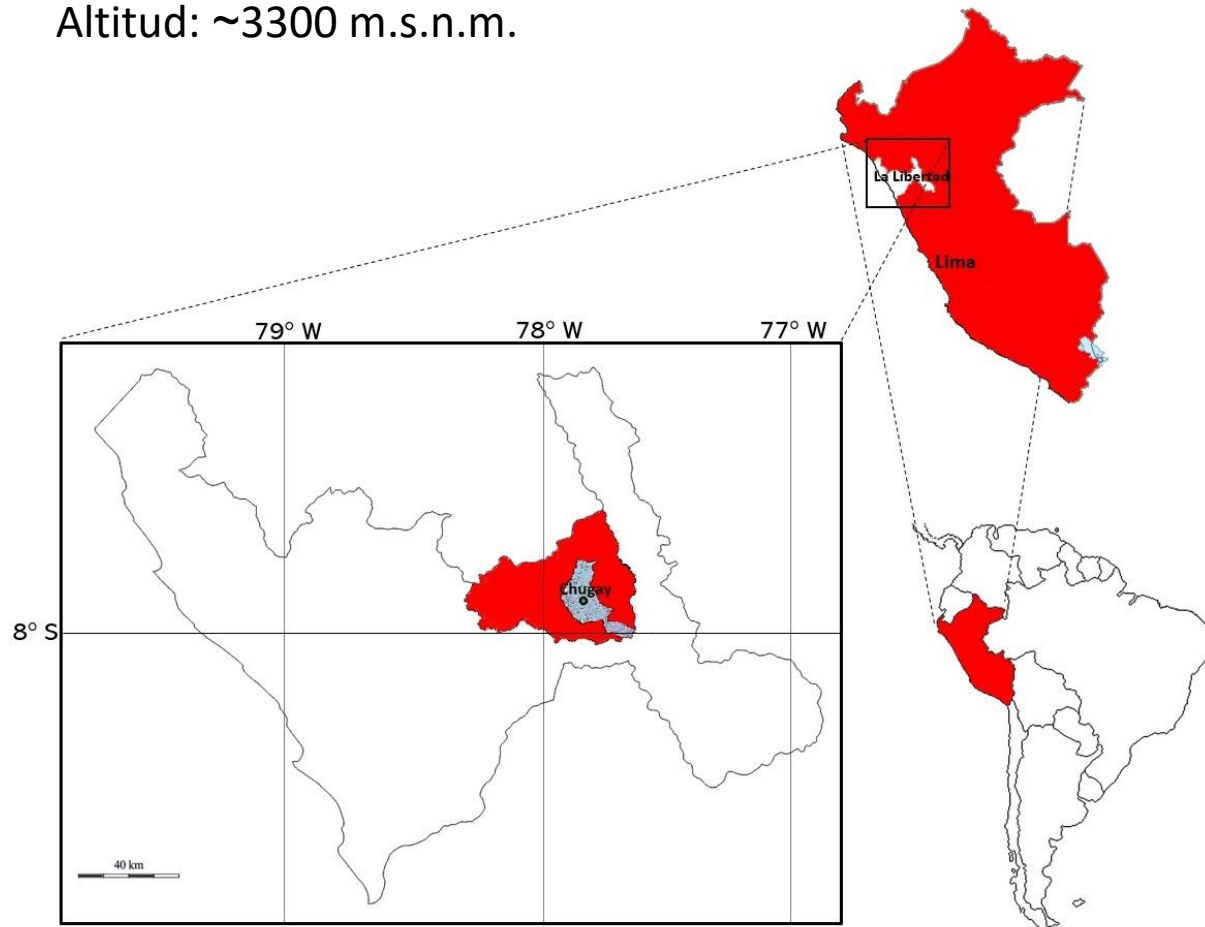 Altitud: ~3300 m.s.n.m.
La Libertad
Lima
79° W
78° W
77° W
Chugay
8° S
40 km